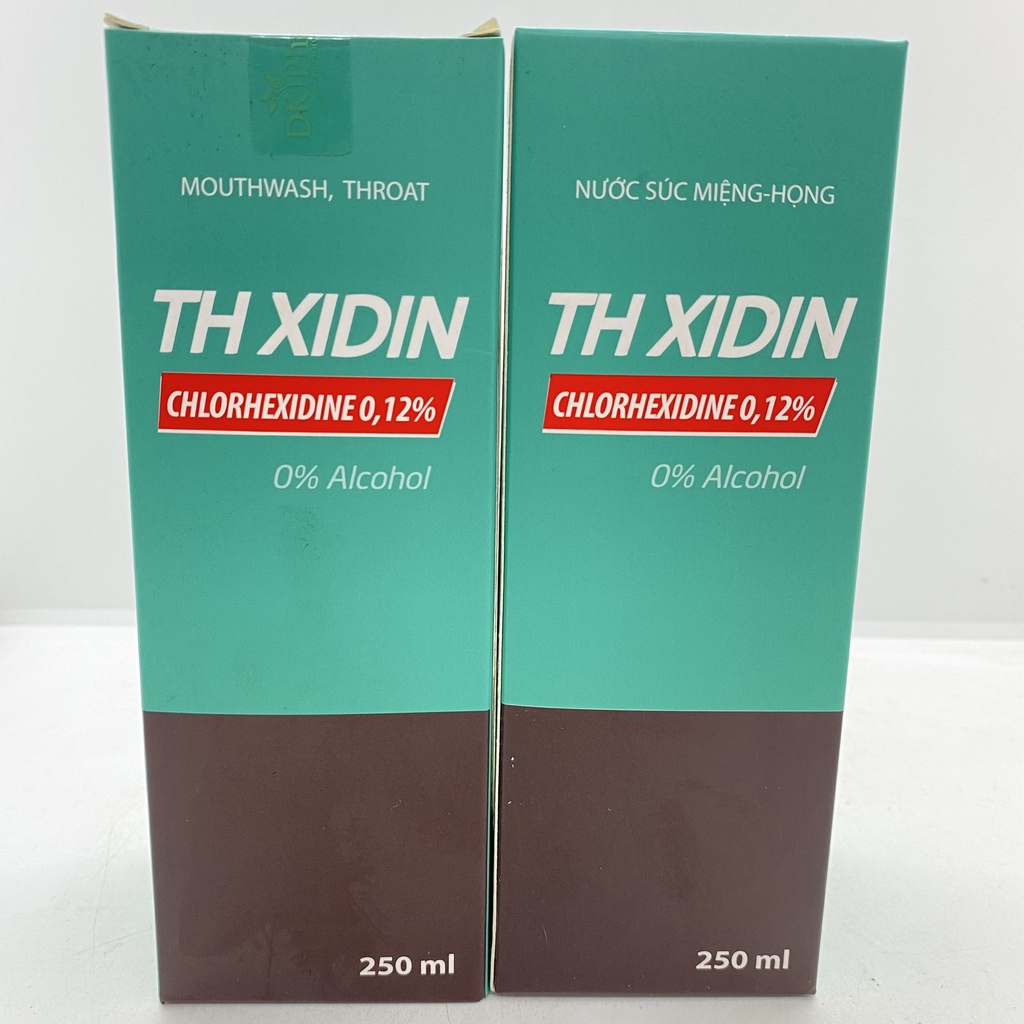 MOUTHWASH, THROAT
TH XIDIN
CHLORHEXIDINE 0,12%
0% Alcohol
250 ml
NƯỚC SÚC MIỆNG-HỌNG
TH XIDIN
CHLORHEXIDINE 0,12%
0% Alcohol
250 ml